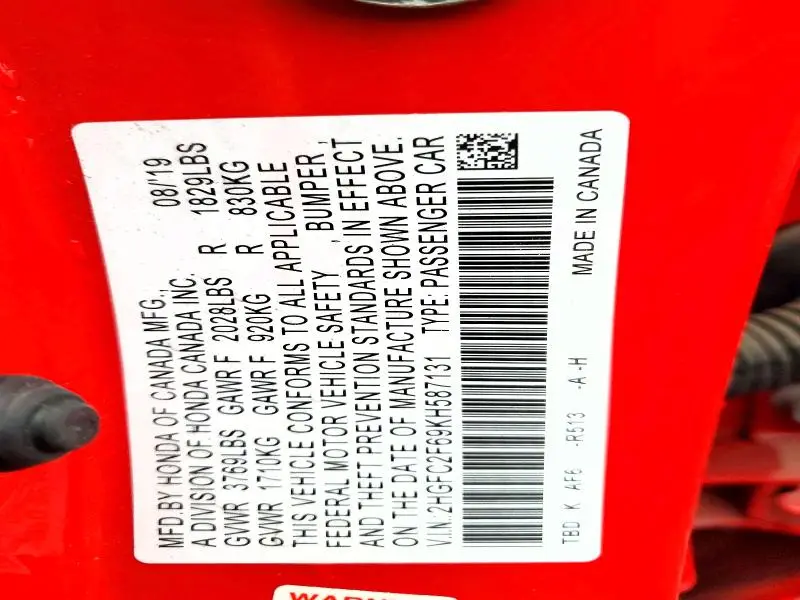 MFD.BY HONDA OF CANADA MFG., 08/'19
A DIVISION OF HONDA CANADA INC.
GVWR 3769LBS GAWR F 2028LBS R 1829LBS
GVWR 1710KG GAWR F 920KG R 830KG
THIS VEHICLE CONFORMS TO ALL APPLICABLE
FEDERAL MOTOR VEHICLE SAFETY , BUMPER ,
AND THEFT PREVENTION STANDARDS IN EFFECT
ON THE DATE OF MANUFACTURE SHOWN ABOVE.
V.I.N.:2HGFC2F69KH587131 TYPE: PASSENGER CAR
TBD K AF6 -R513 -A -H MADE IN CANADA